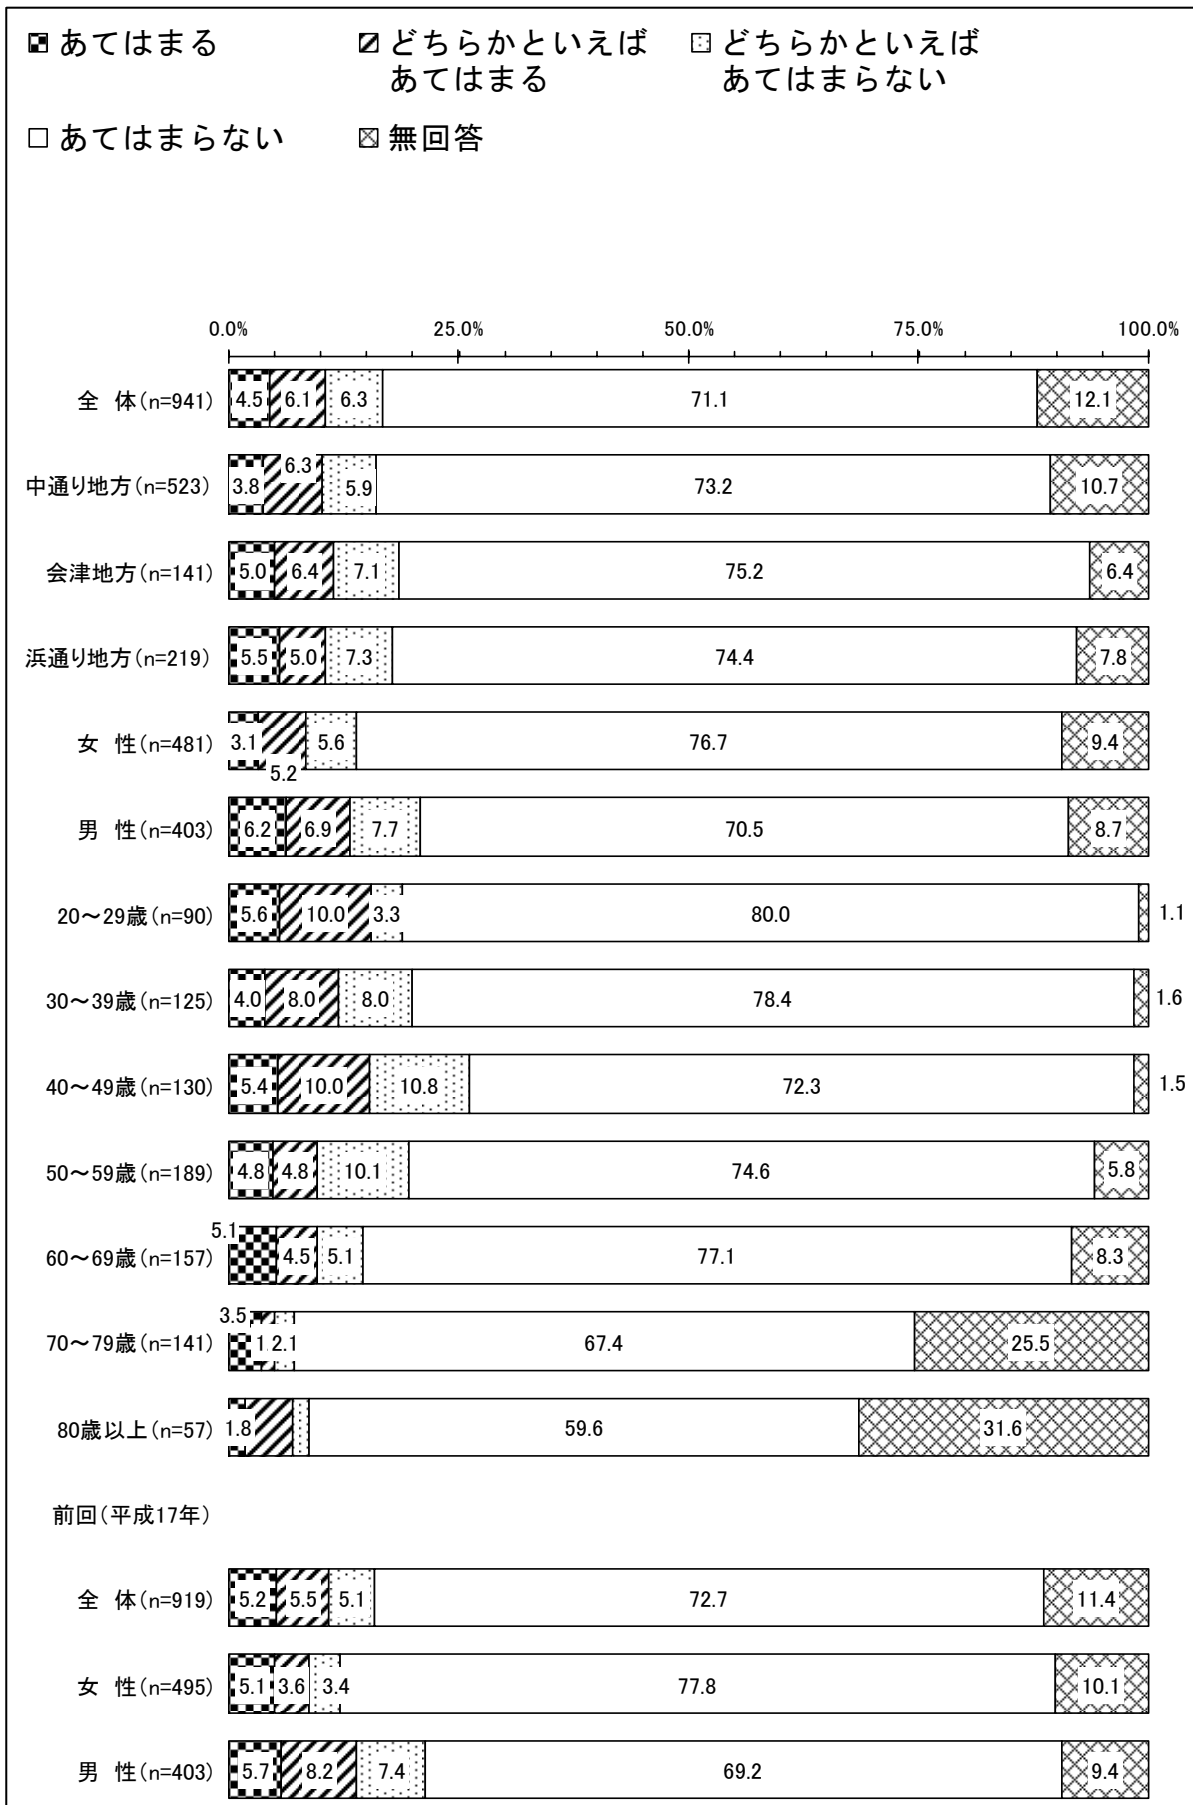 あてはまる
どちらかといえば
あてはまる
どちらかといえば
あてはまらない
あてはまらない
無回答
0.0% 25.0% 50.0% 75.0% 100.0%
全 体(n=941) 4.5 6.1 6.3 71.1 12.1
中通り地方(n=523) 3.8 6.3 5.9 73.2 10.7
会津地方(n=141) 5.0 6.4 7.1 75.2 6.4
浜通り地方(n=219) 5.5 5.0 7.3 74.4 7.8
女 性(n=481) 3.1 5.2 5.6 76.7 9.4
男 性(n=403) 6.2 6.9 7.7 70.5 8.7
20～29歳(n=90) 5.6 10.0 3.3 80.0 1.1
30～39歳(n=125) 4.0 8.0 8.0 78.4 1.6
40～49歳(n=130) 5.4 10.0 10.8 72.3 1.5
50～59歳(n=189) 4.8 4.8 10.1 74.6 5.8
60～69歳(n=157) 5.1 4.5 5.1 77.1 8.3
70～79歳(n=141) 3.5 2.1 67.4 25.5
80歳以上(n=57) 1.8 59.6 31.6
前回(平成17年)
全 体(n=919) 5.2 5.5 5.1 72.7 11.4
女 性(n=495) 5.1 3.6 3.4 77.8 10.1
男 性(n=403) 5.7 8.2 7.4 69.2 9.4